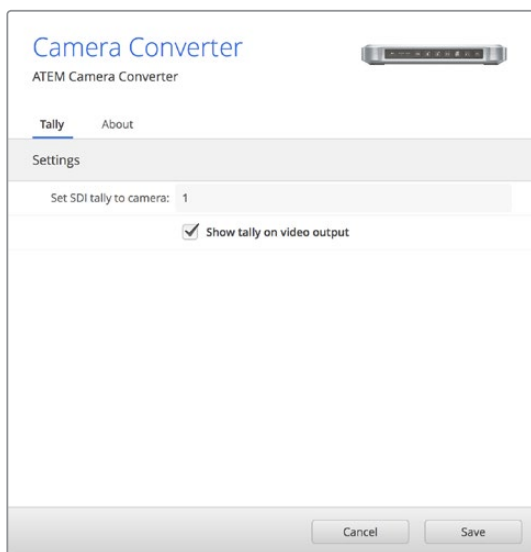 Camera Converter
ATEM Camera Converter
Tally About
Settings
Set SDI tally to camera: 1
Show tally on video output
Cancel Save